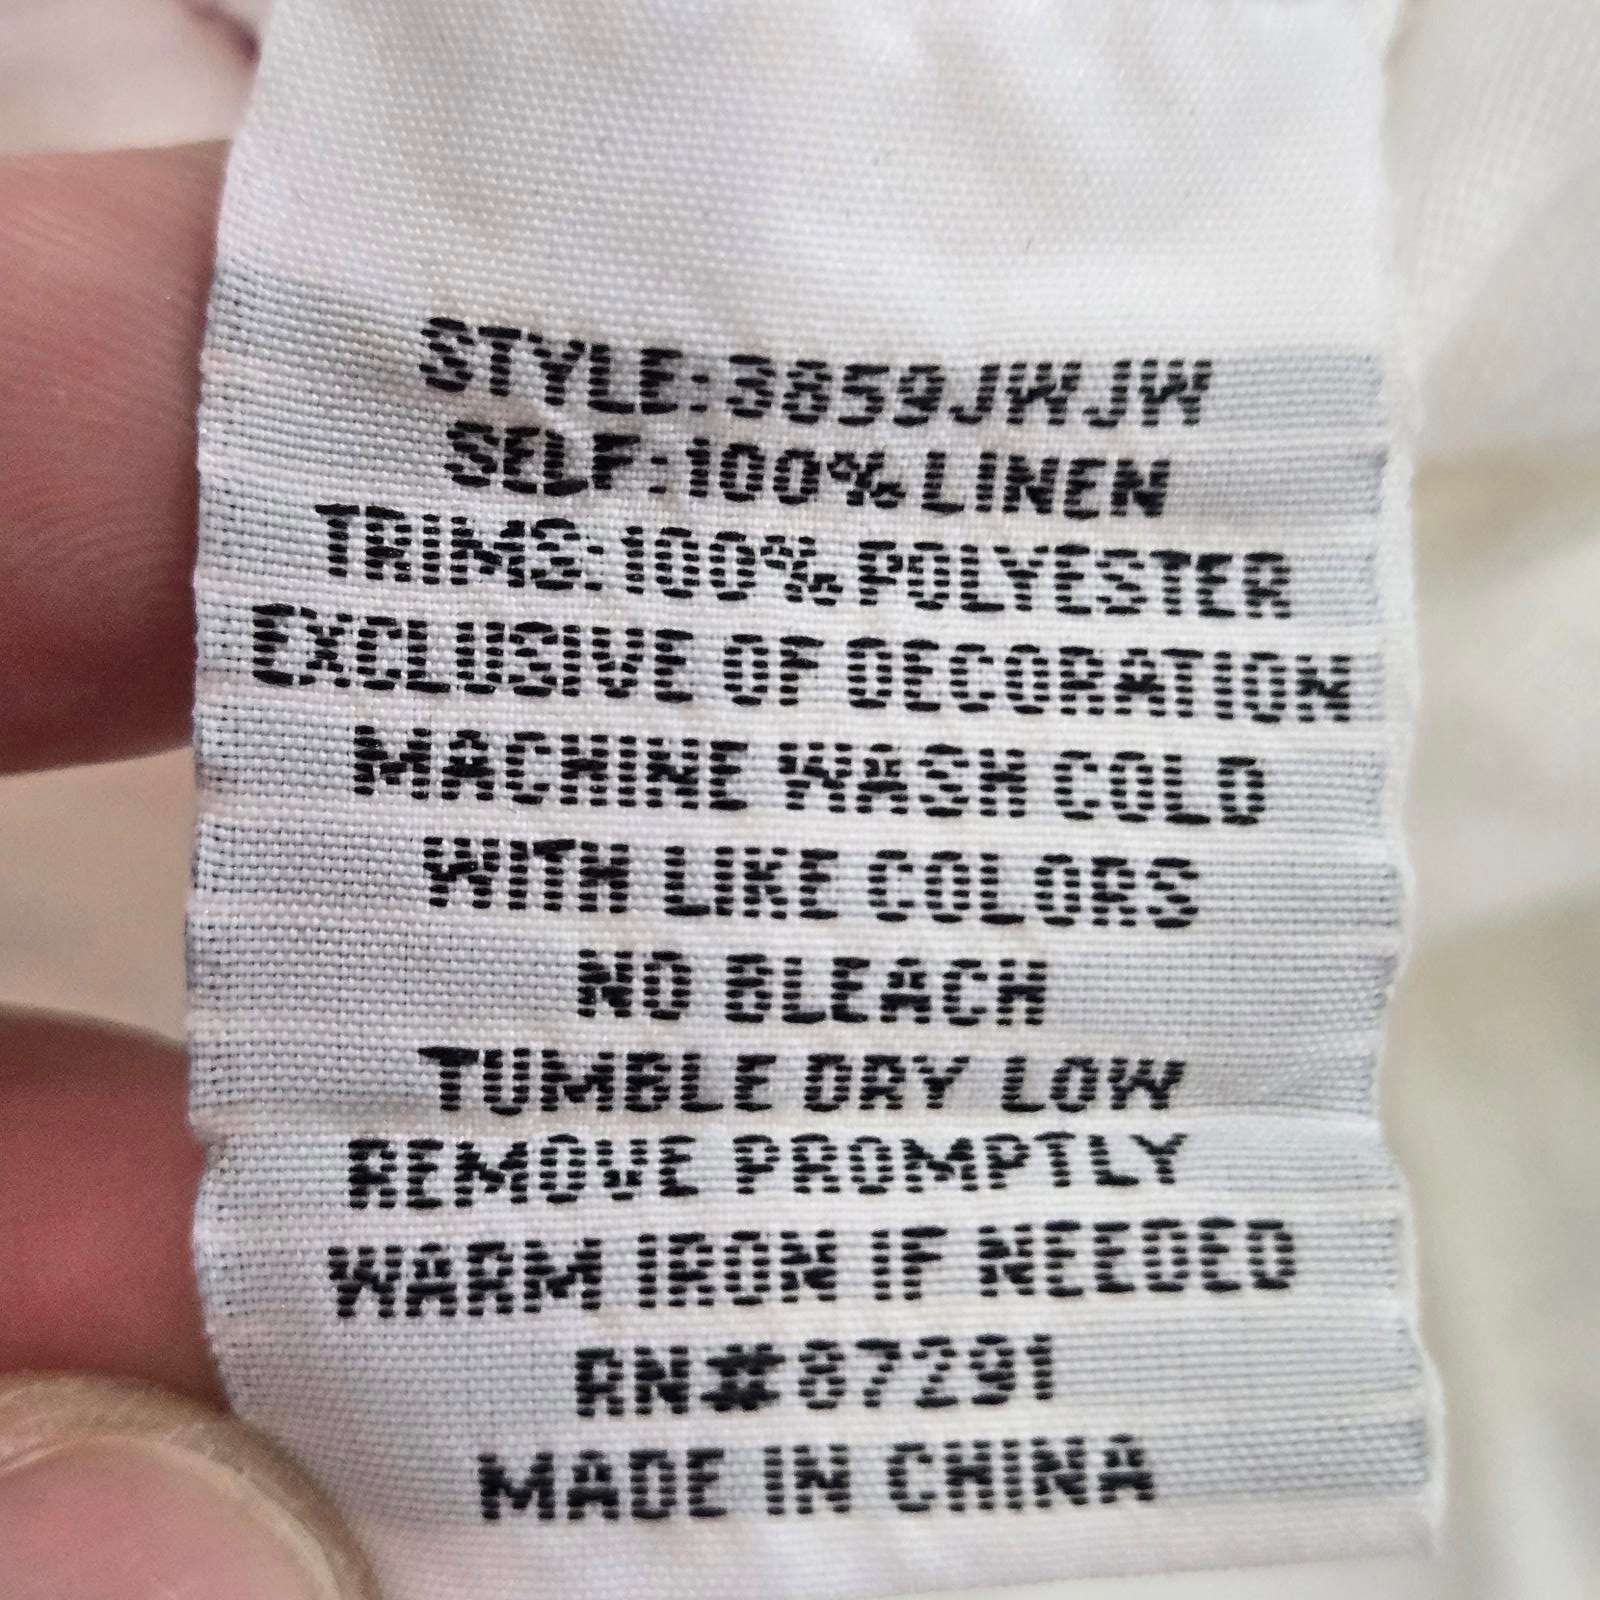 STYLE:3859JWJW
SELF:100%LINEN
TRIMS:100%POLYESTER
EXCLUSIVE OF DECORATION
MACHINE WASH COLD
WITH LIKE COLORS
NO BLEACH
TUMBLE DRY LOW
REMOVE PROMPTLY
WARM IRON IF NEEDED
RN#87291
MADE IN CHINA